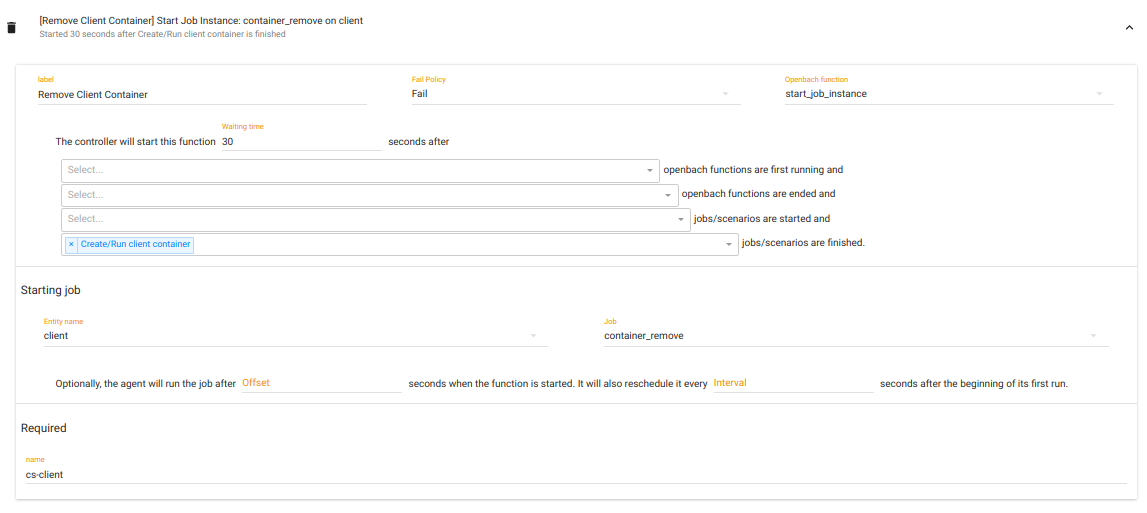 [Remove Client Container] Start Job Instance: container_remove on client
Started 30 seconds after Create/Run client container is finished
label
Fail Policy
Openbach function
Remove Client Container
Fail
start_job_instance
Waiting time
The controller will start this function 30 seconds after
Select... openbach functions are first running and
Select... openbach functions are ended and
Select... jobs/scenarios are started and
× Create/Run client container jobs/scenarios are finished.
Starting job
Entity name
Job
client
container_remove
Optionally, the agent will run the job after Offset seconds when the function is started. It will also reschedule it every Interval seconds after the beginning of its first run.
Required
name
cs-client